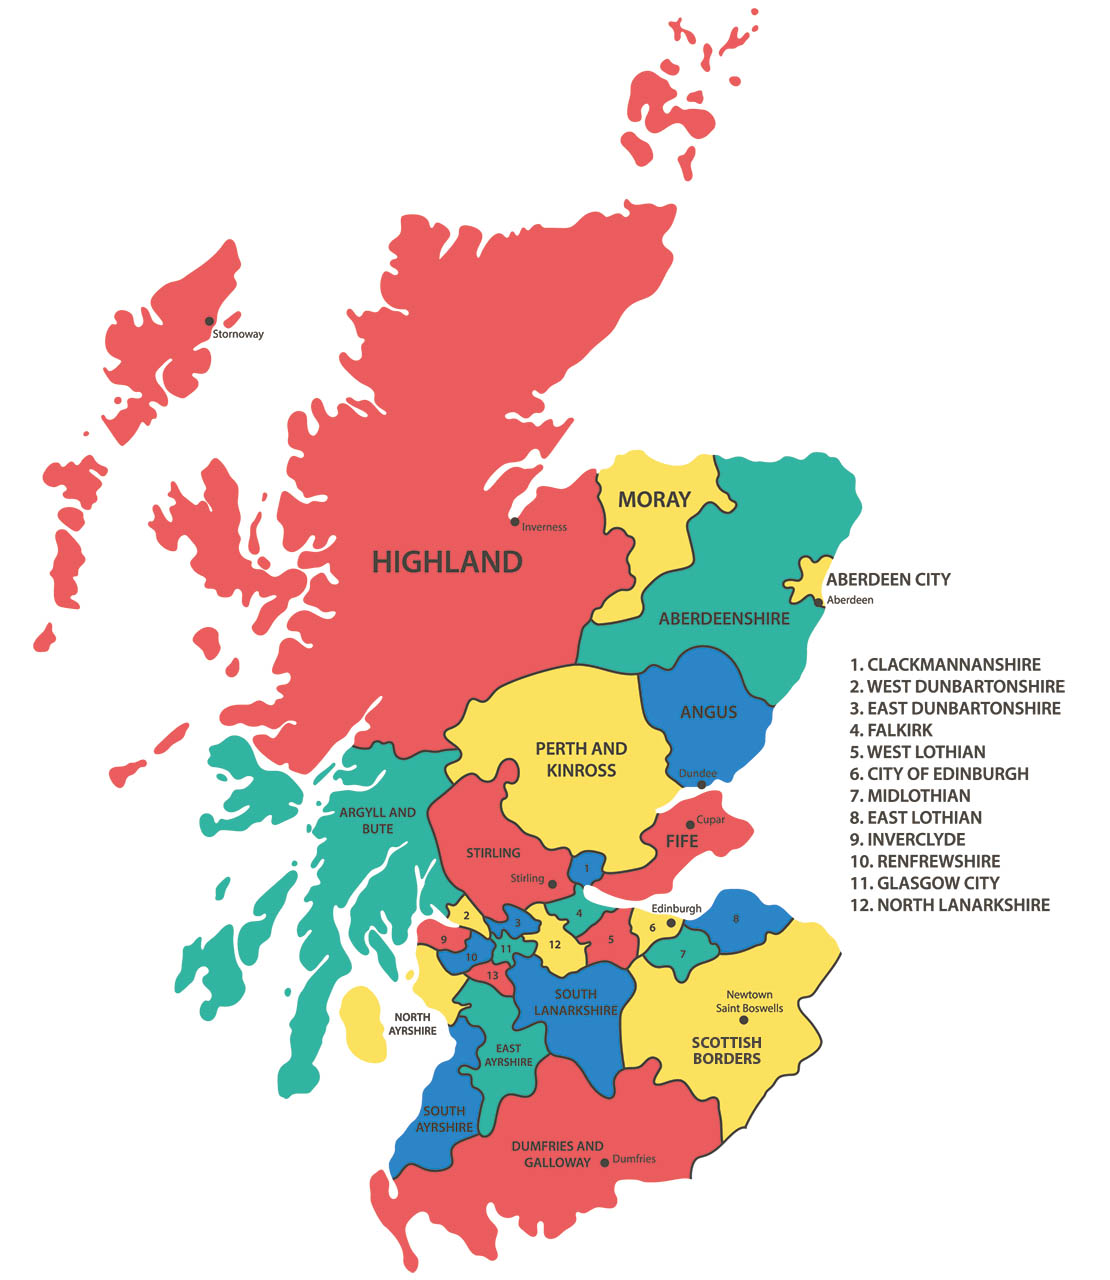 Stornoway
MORAY
Inverness
HIGHLAND
ABERDEEN CITY
Aberdeen
ABERDEENSHIRE
ANGUS
PERTH AND
KINROSS
Dundee
ARGYLL AND
BUTE
Cupar
FIFE
STIRLING
1
Stirling
2
3
4
Edinburgh
5
6
7
8
9
10
11
12
13
SOUTH
LANARKSHIRE
NORTH
AYRSHIRE
Newtown
Saint Boswells
SCOTTISH
BORDERS
EAST
AYRSHIRE
SOUTH
AYRSHIRE
DUMFRIES AND
GALLOWAY
Dumfries
1. CLACKMANNANSHIRE
2. WEST DUNBARTONSHIRE
3. EAST DUNBARTONSHIRE
4. FALKIRK
5. WEST LOTHIAN
6. CITY OF EDINBURGH
7. MIDLOTHIAN
8. EAST LOTHIAN
9. INVERCLYDE
10. RENFREWSHIRE
11. GLASGOW CITY
12. NORTH LANARKSHIRE